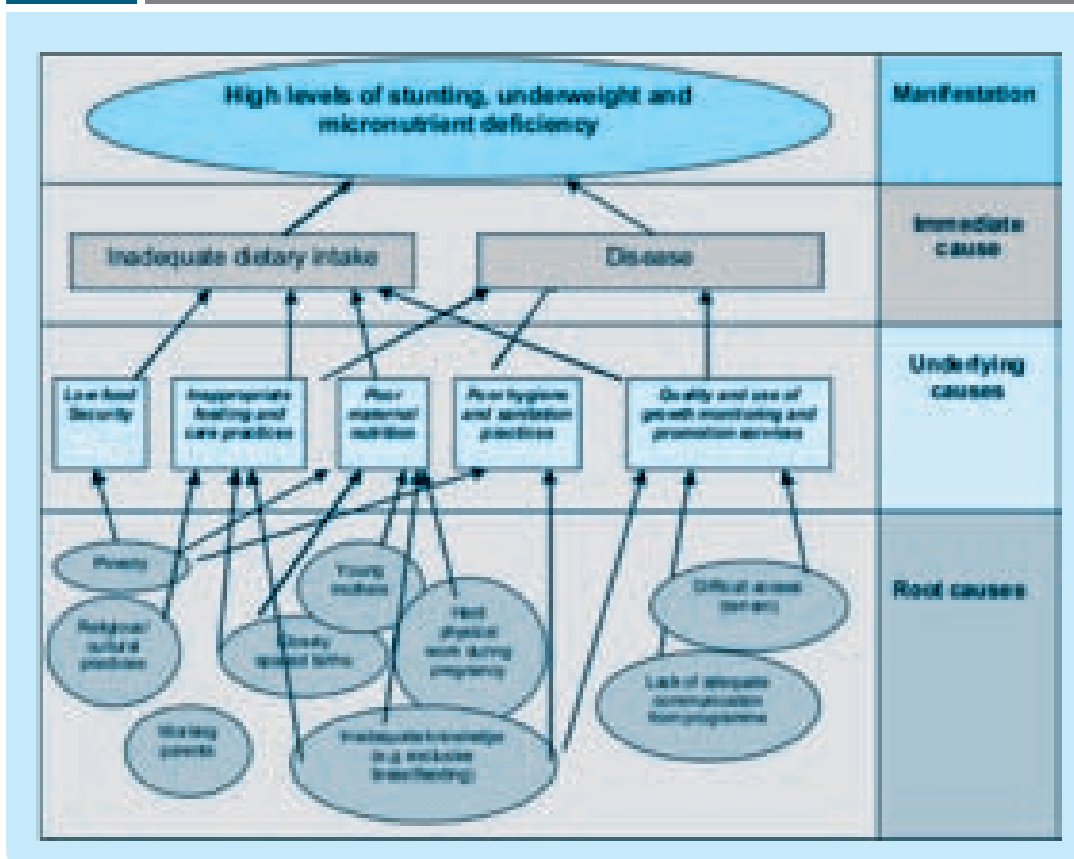 High levels of stunting, underweight and
micronutrient deficiency
Manifestation
Inadequate dietary intake
Disease
Immediate
cause
Low food
Security
Inappropriate
feeding and
care practices
Poor
material
nutrition
Poor hygiene
and sanitation
practices
Quality and use of
growth monitoring and
promotion services
Underlying
causes
Poverty
Religious/
cultural
practices
Working
parents
Closely
spaced births
Young
mothers
Hard
physical
work during
pregnancy
Inadequate knowledge
(e.g exclusive
breastfeeding)
Difficult access
(terrain)
Lack of adequate
communication
from programme
Root causes